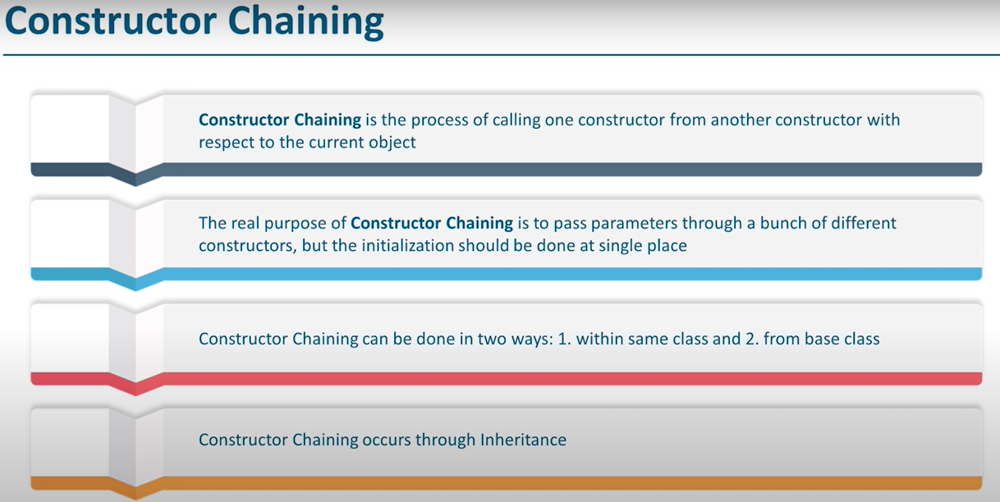 Constructor Chaining
Constructor Chaining is the process of calling one constructor from another constructor with
respect to the current object
The real purpose of Constructor Chaining is to pass parameters through a bunch of different
constructors, but the initialization should be done at single place
Constructor Chaining can be done in two ways: 1. within same class and 2. from base class
Constructor Chaining occurs through Inheritance